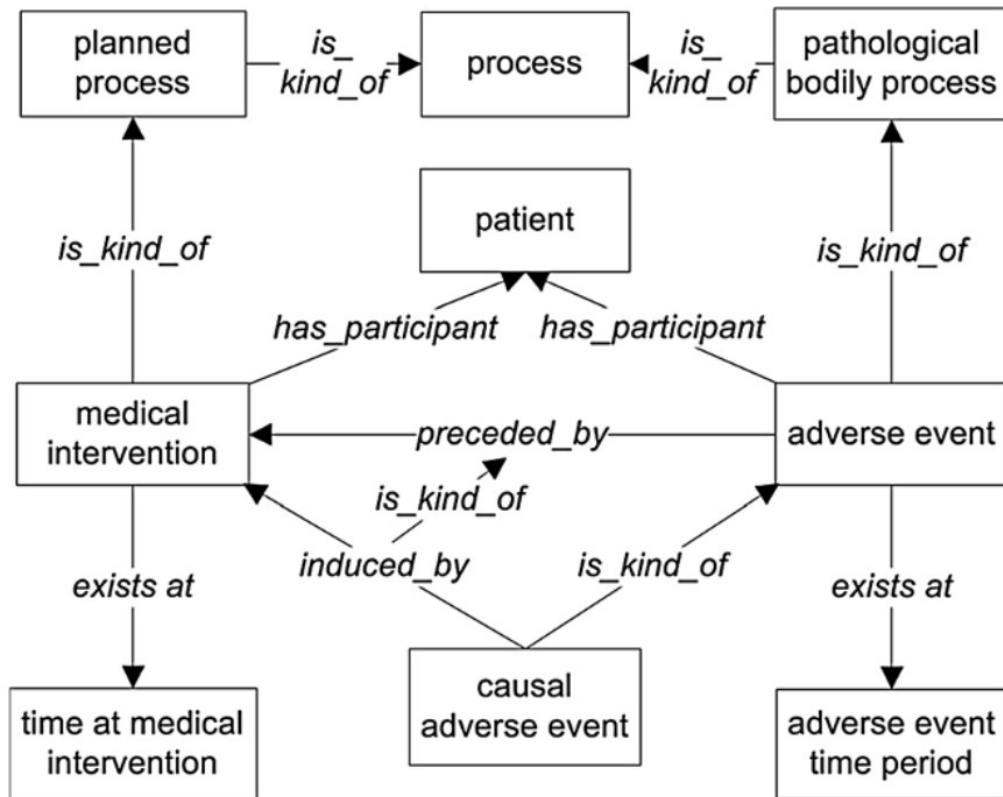 planned
process
is_
kind_of
process
is_
kind_of
pathological
bodily process
patient
is_kind_of
is_kind_of
has_participant
has_participant
medical
intervention
preceded_by
adverse event
is_kind_of
induced_by
is_kind_of
exists at
exists at
causal
adverse event
time at medical
intervention
adverse event
time period